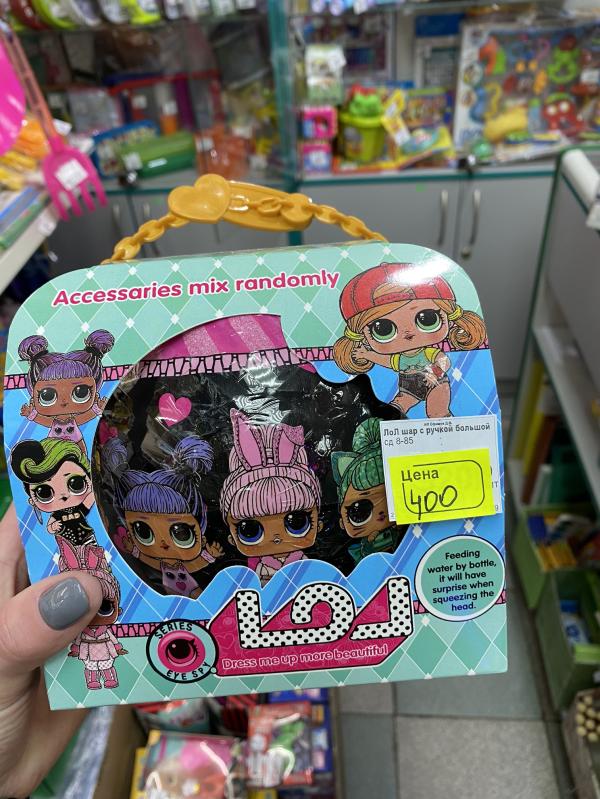 Accessaries mix randomly
ЛоЛ шар с ручкой большой
сд 8-85
Цена
400
Feeding
water by bottle,
it will have
surprise when
squeezing the
head.
SERIES
EYE SPY
Dress me up more beautiful